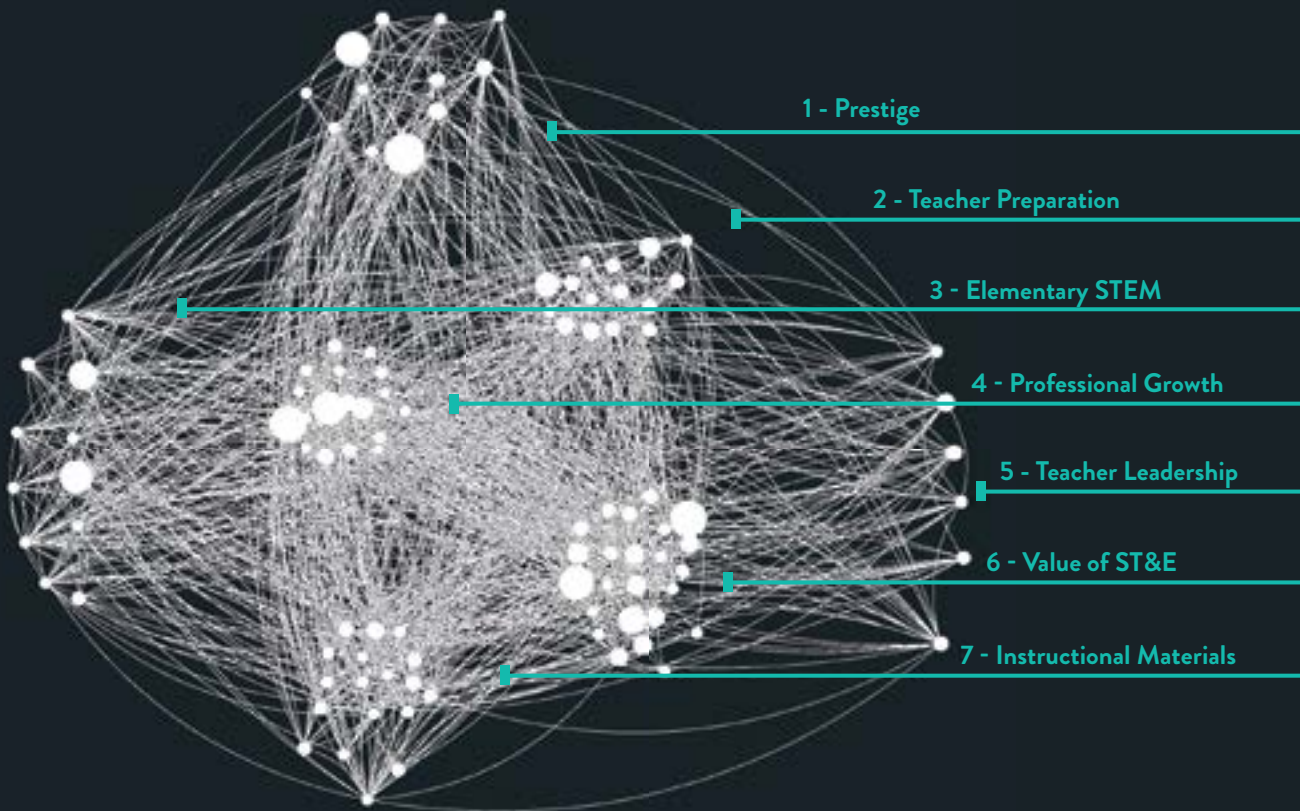 1 - Prestige
2 - Teacher Preparation
3 - Elementary STEM
4 - Professional Growth
5 - Teacher Leadership
6 - Value of ST&E
7 - Instructional Materials